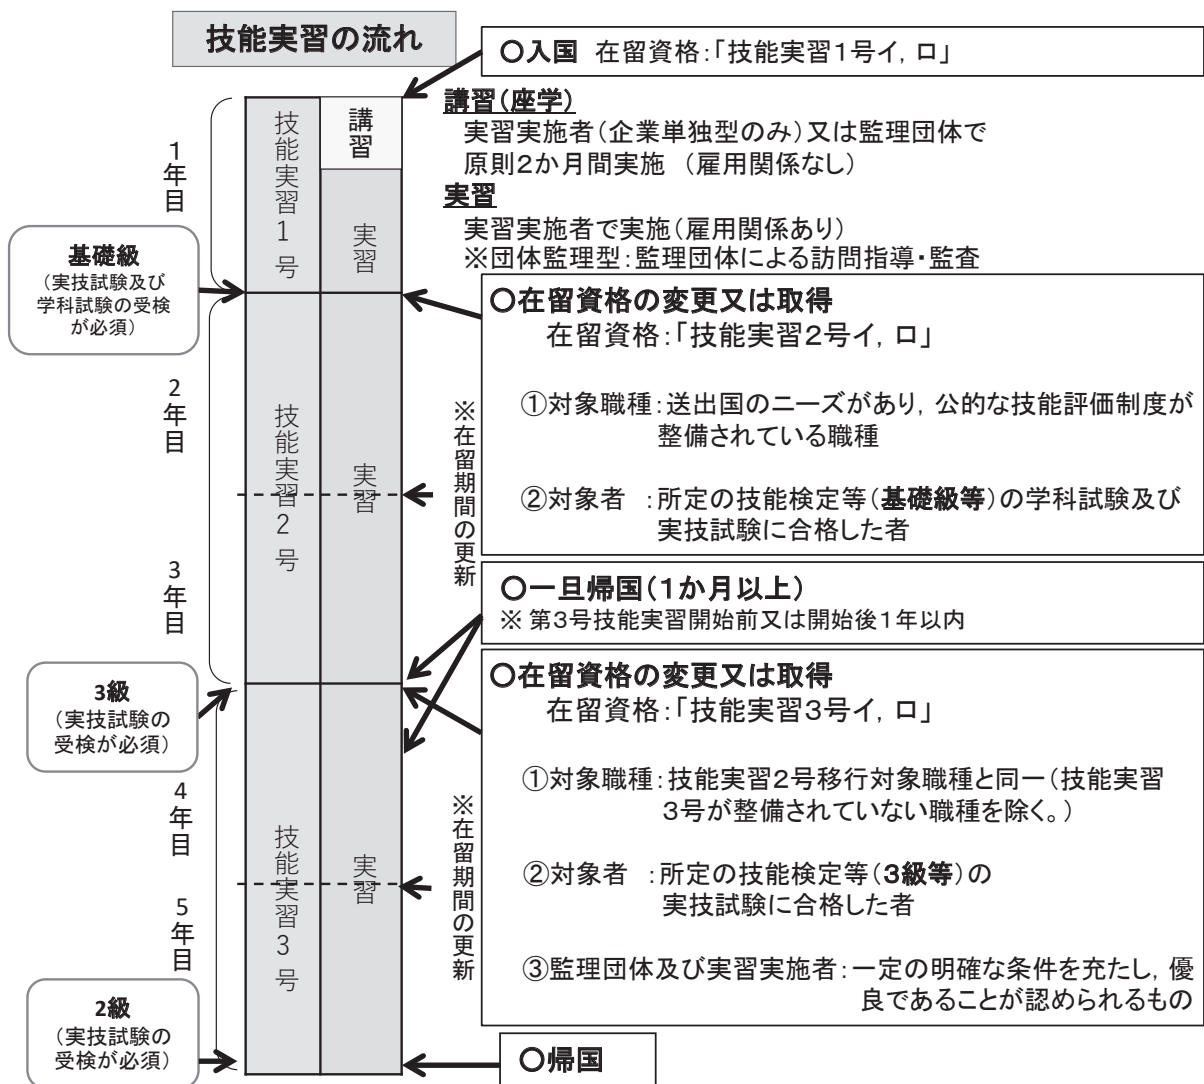 技能実習の流れ
○入国 在留資格:「技能実習1号イ, ロ」
講習(座学)
実習実施者(企業単独型のみ)又は監理団体で
原則2か月間実施 (雇用関係なし)
実習
実習実施者で実施(雇用関係あり)
※団体監理型:監理団体による訪問指導・監査
1年目
技能実習1号
講習
実習
基礎級
(実技試験及び
学科試験の受検
が必須)
○在留資格の変更又は取得
在留資格:「技能実習2号イ, ロ」
①対象職種:送出国のニーズがあり, 公的な技能評価制度が
整備されている職種
②対象者 :所定の技能検定等(基礎級等)の学科試験及び
実技試験に合格した者
2年目
3年目
技能実習2号
実習
※在留期間の更新
○一旦帰国(1か月以上)
※ 第3号技能実習開始前又は開始後1年以内
3級
(実技試験の
受検が必須)
○在留資格の変更又は取得
在留資格:「技能実習3号イ, ロ」
①対象職種:技能実習2号移行対象職種と同一(技能実習
3号が整備されていない職種を除く。)
②対象者 :所定の技能検定等(3級等)の
実技試験に合格した者
③監理団体及び実習実施者:一定の明確な条件を充たし, 優
良であることが認められるもの
4年目
5年目
技能実習3号
実習
※在留期間の更新
2級
(実技試験の
受検が必須)
○帰国